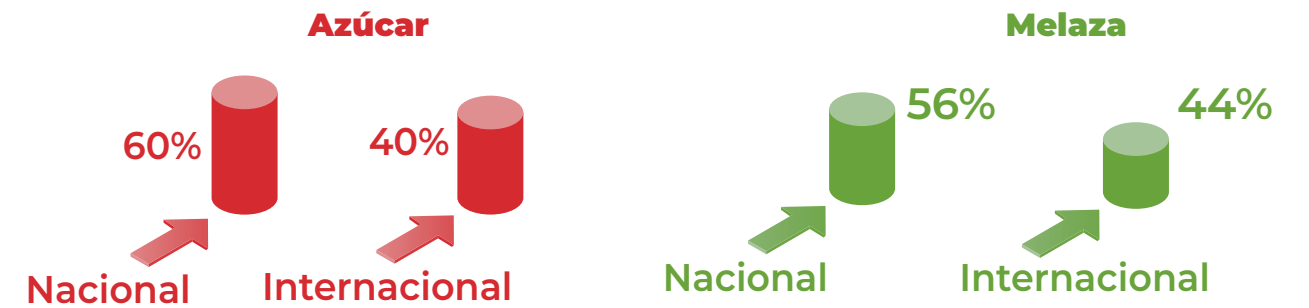 Azúcar
60%
40%
Nacional
Internacional
Melaza
56%
44%
Nacional
Internacional